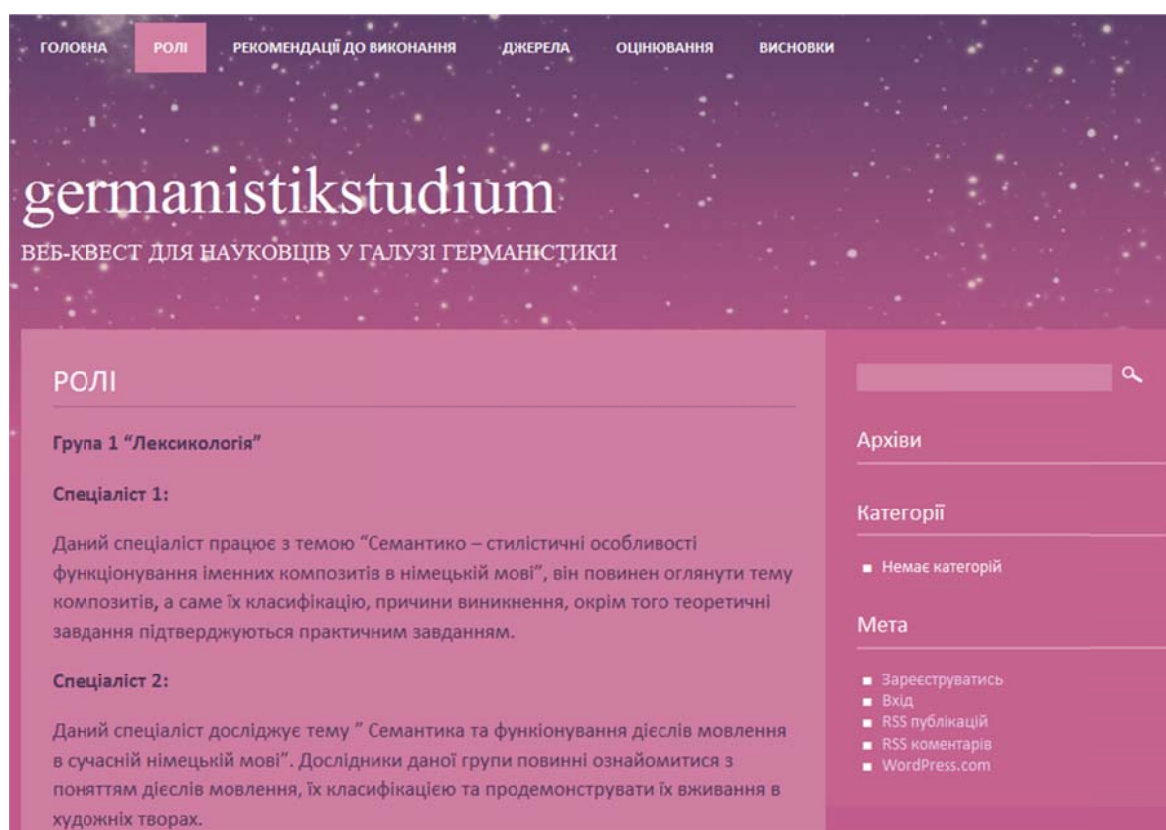 ГОЛОВНА РОЛІ РЕКОМЕНДАЦІЇ ДО ВИКОНАННЯ ДЖЕРЕЛА ОЦІНЮВАННЯ ВИСНОВКИ
germanistikstudium
ВЕБ-КВЕСТ ДЛЯ НАУКОВЦІВ У ГАЛУЗІ ГЕРМАНІСТИКИ
РОЛІ
Група 1 “Лексикологія”
Спеціаліст 1:
Даний спеціаліст працює з темою “Семантико – стилістичні особливості
функціонування іменних композитів в німецькій мові”, він повинен оглянути тему
композитів, а саме їх класифікацію, причини виникнення, окрім того теоретичні
завдання підтверджуються практичним завданням.
Спеціаліст 2:
Даний спеціаліст досліджує тему ” Семантика та функіонування дієслів мовлення
в сучасній німецькій мові”. Дослідники даної групи повинні ознайомитися з
поняттям дієслів мовлення, їх класифікацією та продемонструвати їх вживання в
художніх творах.
Архіви
Категорії
Немає категорій
Мета
Зареєструватись
Вхід
RSS публікацій
RSS коментарів
WordPress.com